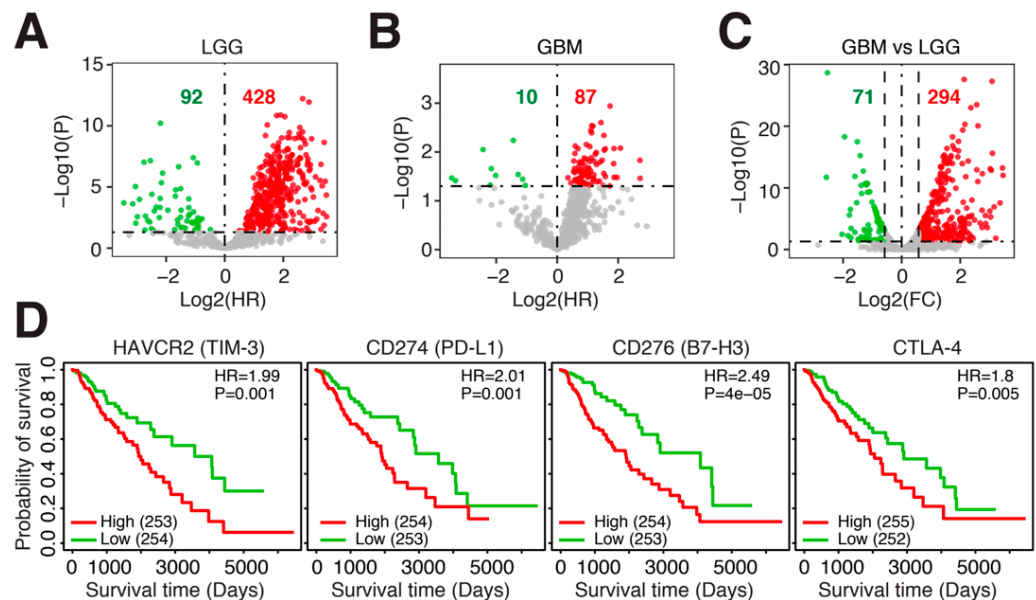 A
LGG
15
10
5
0
−Log10(P)
92
428
−2
0
2
Log2(HR)
B
GBM
3
2
1
0
−Log10(P)
10
87
−2
0
2
Log2(HR)
C
GBM vs LGG
30
20
10
0
−Log10(P)
71
294
−2
0
2
Log2(FC)
D
Probability of survival
0.0 0.2 0.4 0.6 0.8 1.0
HAVCR2 (TIM-3)
HR=1.99
P=0.001
High (253)
Low (254)
0 1000 3000 5000
Survival time (Days)
CD274 (PD-L1)
HR=2.01
P=0.001
High (254)
Low (253)
0 1000 3000 5000
Survival time (Days)
CD276 (B7-H3)
HR=2.49
P=4e−05
High (254)
Low (253)
0 1000 3000 5000
Survival time (Days)
CTLA-4
HR=1.8
P=0.005
High (255)
Low (252)
0 1000 3000 5000
Survival time (Days)